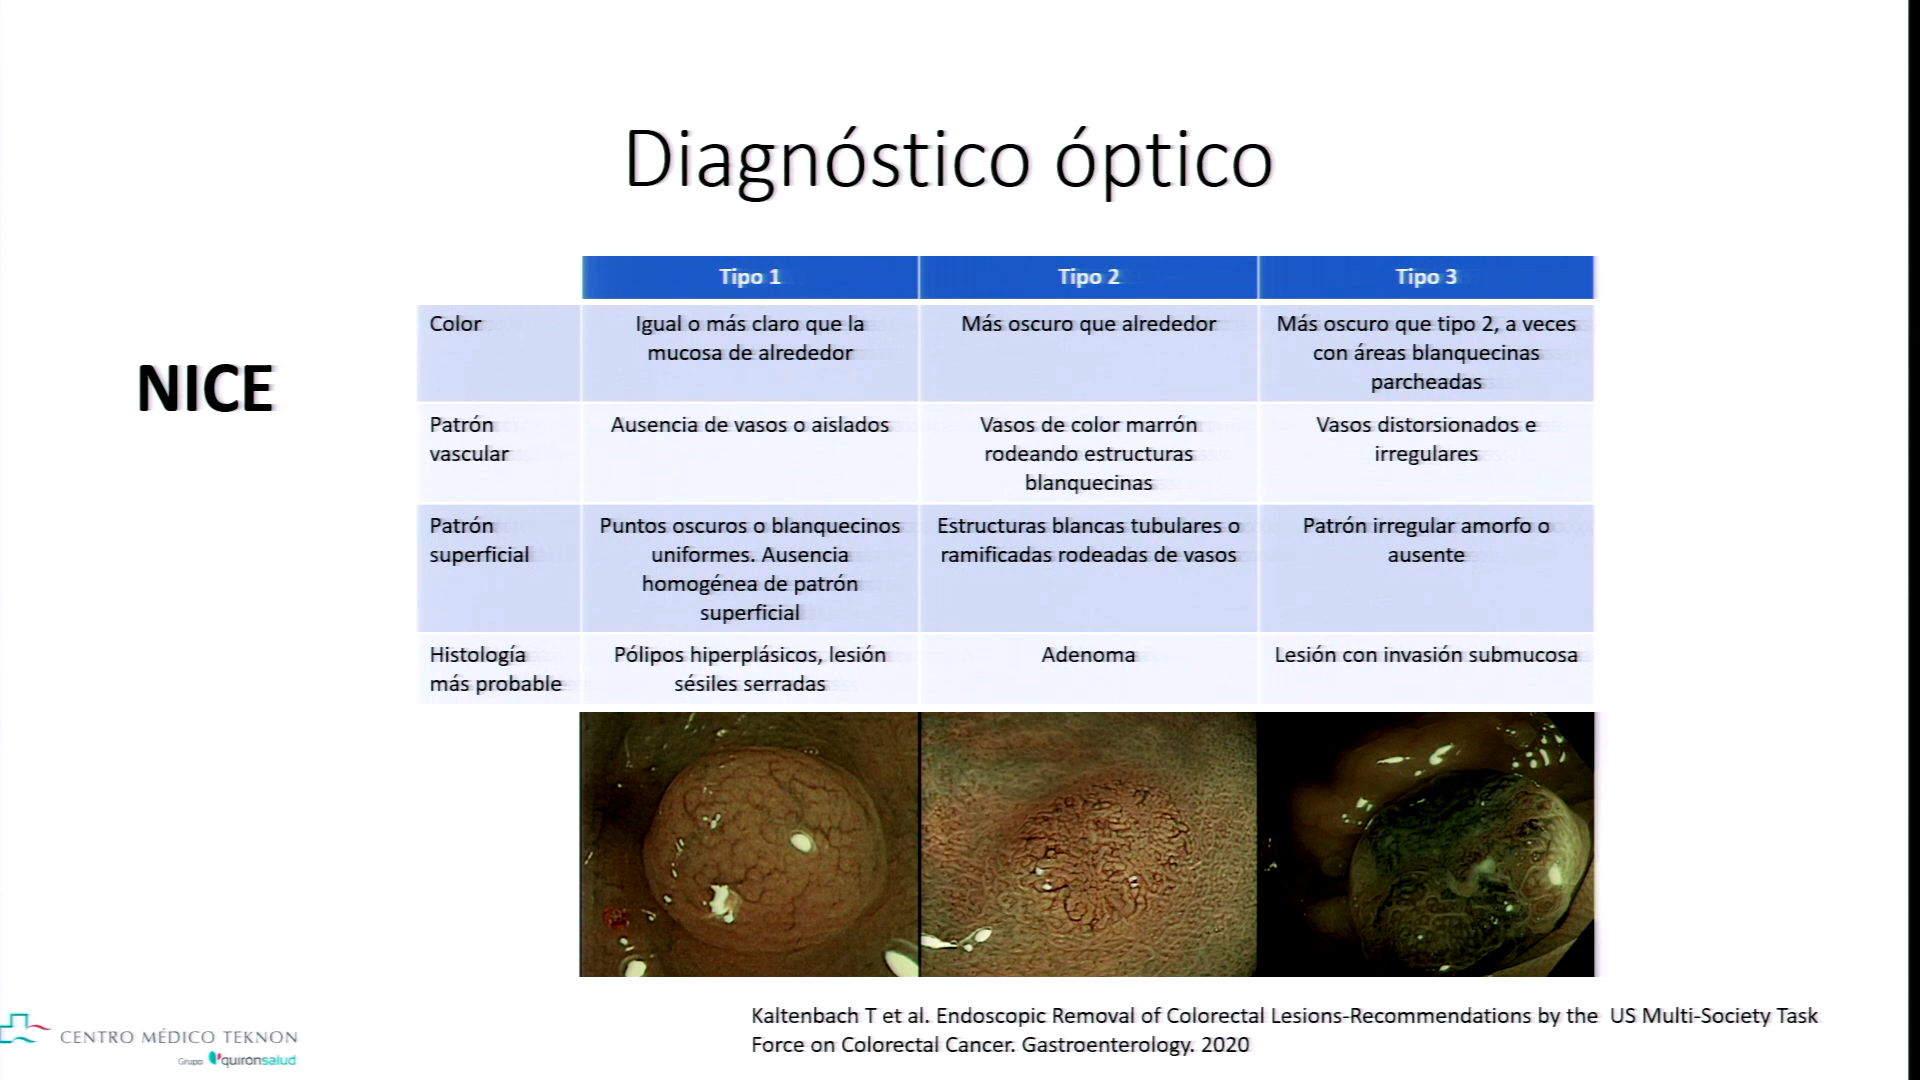 Diagnóstico óptico
NICE
Tipo 1
Tipo 2
Tipo 3
Color
Igual o más claro que la
mucosa de alrededor
Más oscuro que alrededor
Más oscuro que tipo 2, a veces
con áreas blanquecinas
parcheadas
Patrón
vascular
Ausencia de vasos o aislados
Vasos de color marrón
rodeando estructuras
blanquecinas
Vasos distorsionados e
irregulares
Patrón
superficial
Puntos oscuros o blanquecinos
uniformes. Ausencia
homogénea de patrón
superficial
Estructuras blancas tubulares o
ramificadas rodeadas de vasos
Patrón irregular amorfo o
ausente
Histología
más probable
Pólipos hiperplásicos, lesión
sésiles serradas
Adenoma
Lesión con invasión submucosa
Kaltenbach T et al. Endoscopic Removal of Colorectal Lesions-Recommendations by the US Multi-Society Task
Force on Colorectal Cancer. Gastroenterology. 2020
CENTRO MÉDICO TEKNON
Grupo quirónsalud